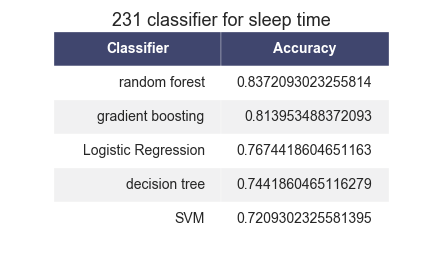 231 classifier for sleep time
Classifier Accuracy
random forest 0.8372093023255814
gradient boosting 0.813953488372093
Logistic Regression 0.7674418604651163
decision tree 0.7441860465116279
SVM 0.7209302325581395